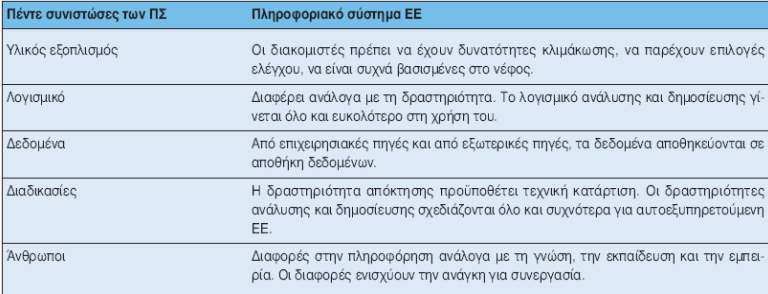 Πέντε συνιστώσες των ΠΣ Πληροφοριακό σύστημα ΕΕ
Υλικός εξοπλισμός Οι διακομιστές πρέπει να έχουν δυνατότητες κλιμάκωσης, να παρέχουν επιλογές
ελέγχου, να είναι συχνά βασισμένες στο νέφος.
Λογισμικό Διαφέρει ανάλογα με τη δραστηριότητα. Το λογισμικό ανάλυσης και δημοσίευσης γί-
νεται όλο και ευκολότερο στη χρήση του.
Δεδομένα Από επιχειρησιακές πηγές και από εξωτερικές πηγές, τα δεδομένα αποθηκεύονται σε
αποθήκη δεδομένων.
Διαδικασίες Η δραστηριότητα απόκτησης προϋποθέτει τεχνική κατάρτιση. Οι δραστηριότητες
ανάλυσης και δημοσίευσης σχεδιάζονται όλο και συχνότερα για αυτοεξυπηρετούμενη
ΕΕ.
Άνθρωποι Διαφορές στην πληροφόρηση ανάλογα με τη γνώση, την εκπαίδευση και την εμπει-
ρία. Οι διαφορές ενισχύουν την ανάγκη για συνεργασία.